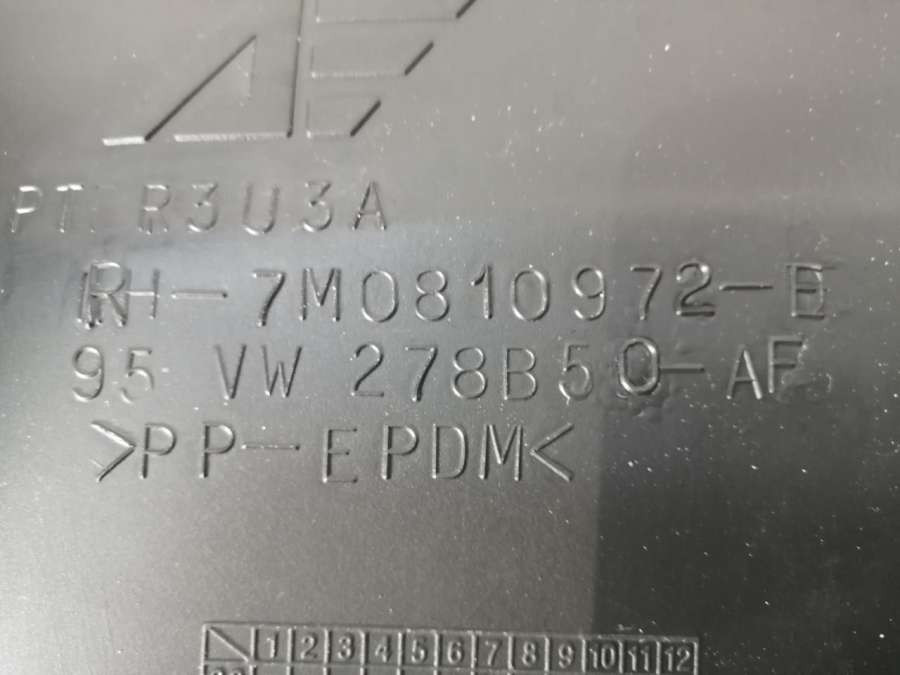 AE
R3U3A
RH-7M0810972-E
95 VW 278B50-AF
>PP-EPDM<
1 2 3 4 5 6 7 8 9 10 11 12